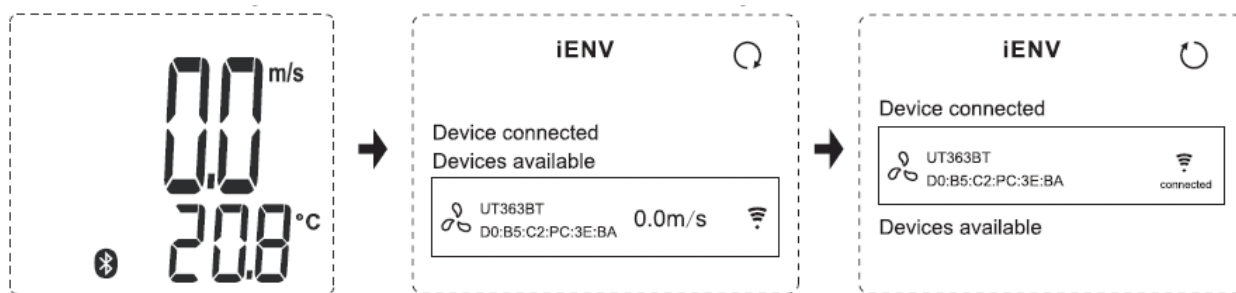 0.0 m/s
20.8 °C
iENV
Device connected
Devices available
UT363BT
D0:B5:C2:PC:3E:BA
0.0m/s
iENV
Device connected
UT363BT
D0:B5:C2:PC:3E:BA
connected
Devices available